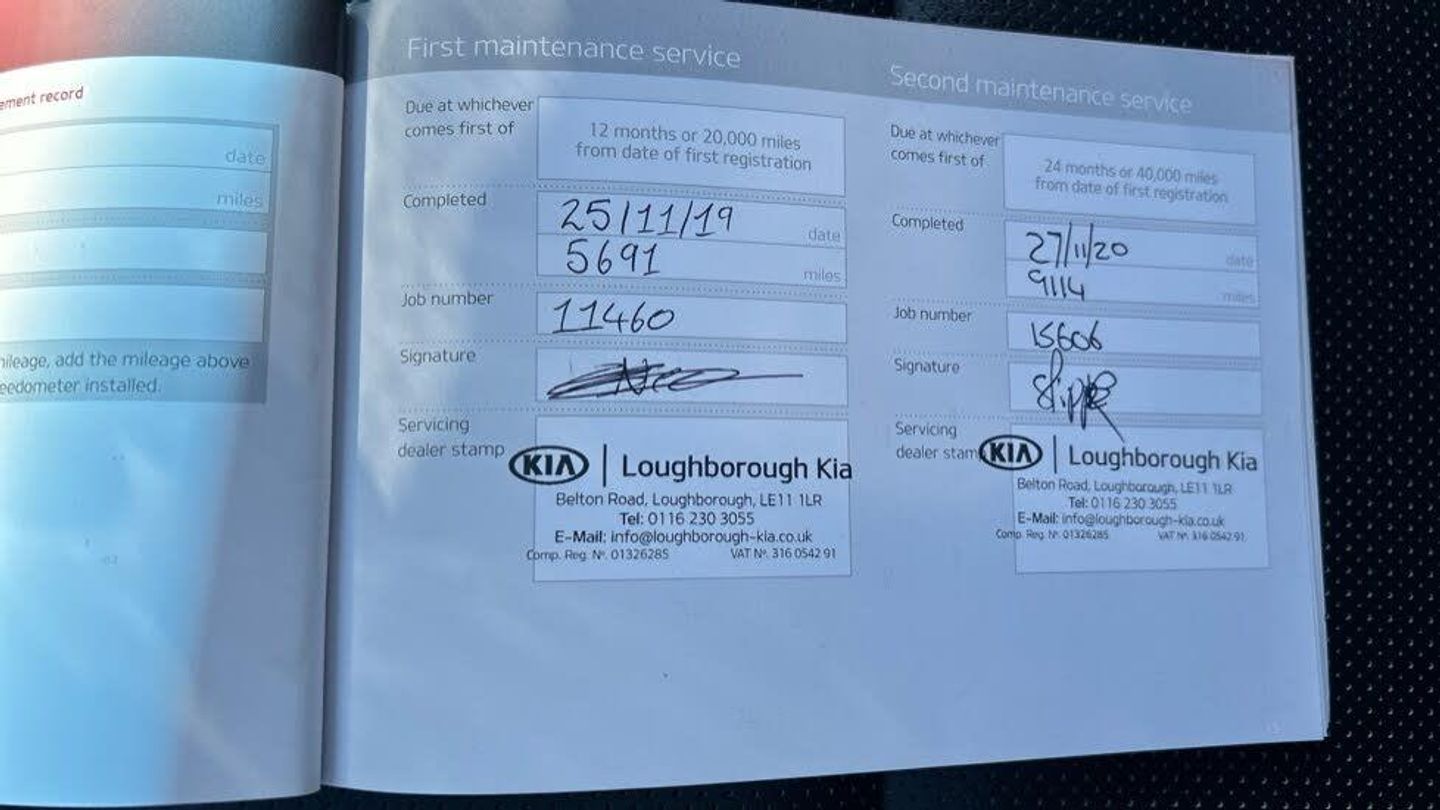 ement record
date
miles
ileage, add the mileage above
eedometer installed.
First maintenance service
Due at whichever
comes first of
12 months or 20,000 miles
from date of first registration
Completed
25/11/19 date
5691 miles
Job number
11460
Signature
Servicing
dealer stamp
KIA | Loughborough Kia
Belton Road, Loughborough, LE11 1LR
Tel: 0116 230 3055
E-Mail: info@loughborough-kia.co.uk
Comp. Reg. Nº. 01326285 VAT Nº. 316 0542 91
Second maintenance service
Due at whichever
comes first of
24 months or 40,000 miles
from date of first registration
Completed
27/11/20 date
9114 miles
Job number
15606
Signature
Servicing
dealer stam
KIA | Loughborough Kia
Belton Road, Loughborough, LE11 1LR
Tel: 0116 230 3055
E-Mail: info@loughborough-kia.co.uk
Comp. Reg. Nº. 01326285 VAT Nº. 316 0542 91